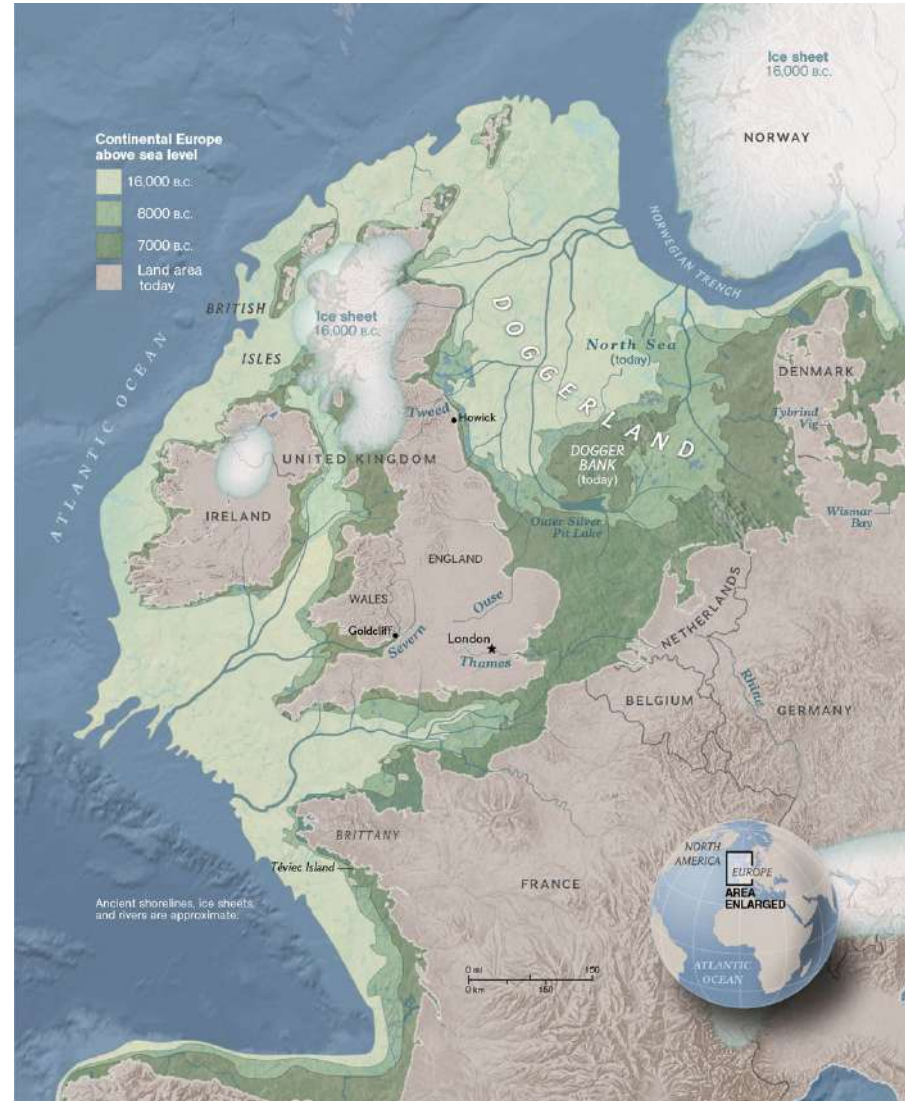 Ice sheet
16,000 B.C.
NORWAY
Continental Europe
above sea level
16,000 B.C.
8000 B.C.
7000 B.C.
Land area
today
NORWEGIAN TRENCH
BRITISH
ISLES
Ice sheet
16,000 B.C.
DOGGERLAND
North Sea
(today)
DENMARK
ATLANTIC OCEAN
Tweed
Howick
Tybrind
Vig
UNITED KINGDOM
DOGGER
BANK
(today)
IRELAND
Outer Silver
Pit Lake
Wismar
Bay
ENGLAND
WALES
Ouse
NETHERLANDS
Goldcliff
Severn
London
Thames
BELGIUM
Rhine
GERMANY
BRITTANY
Téviec Island
FRANCE
NORTH
AMERICA
EUROPE
AREA
ENLARGED
ATLANTIC
OCEAN
Ancient shorelines, ice sheets,
and rivers are approximate.
0 mi 150
0 km 150